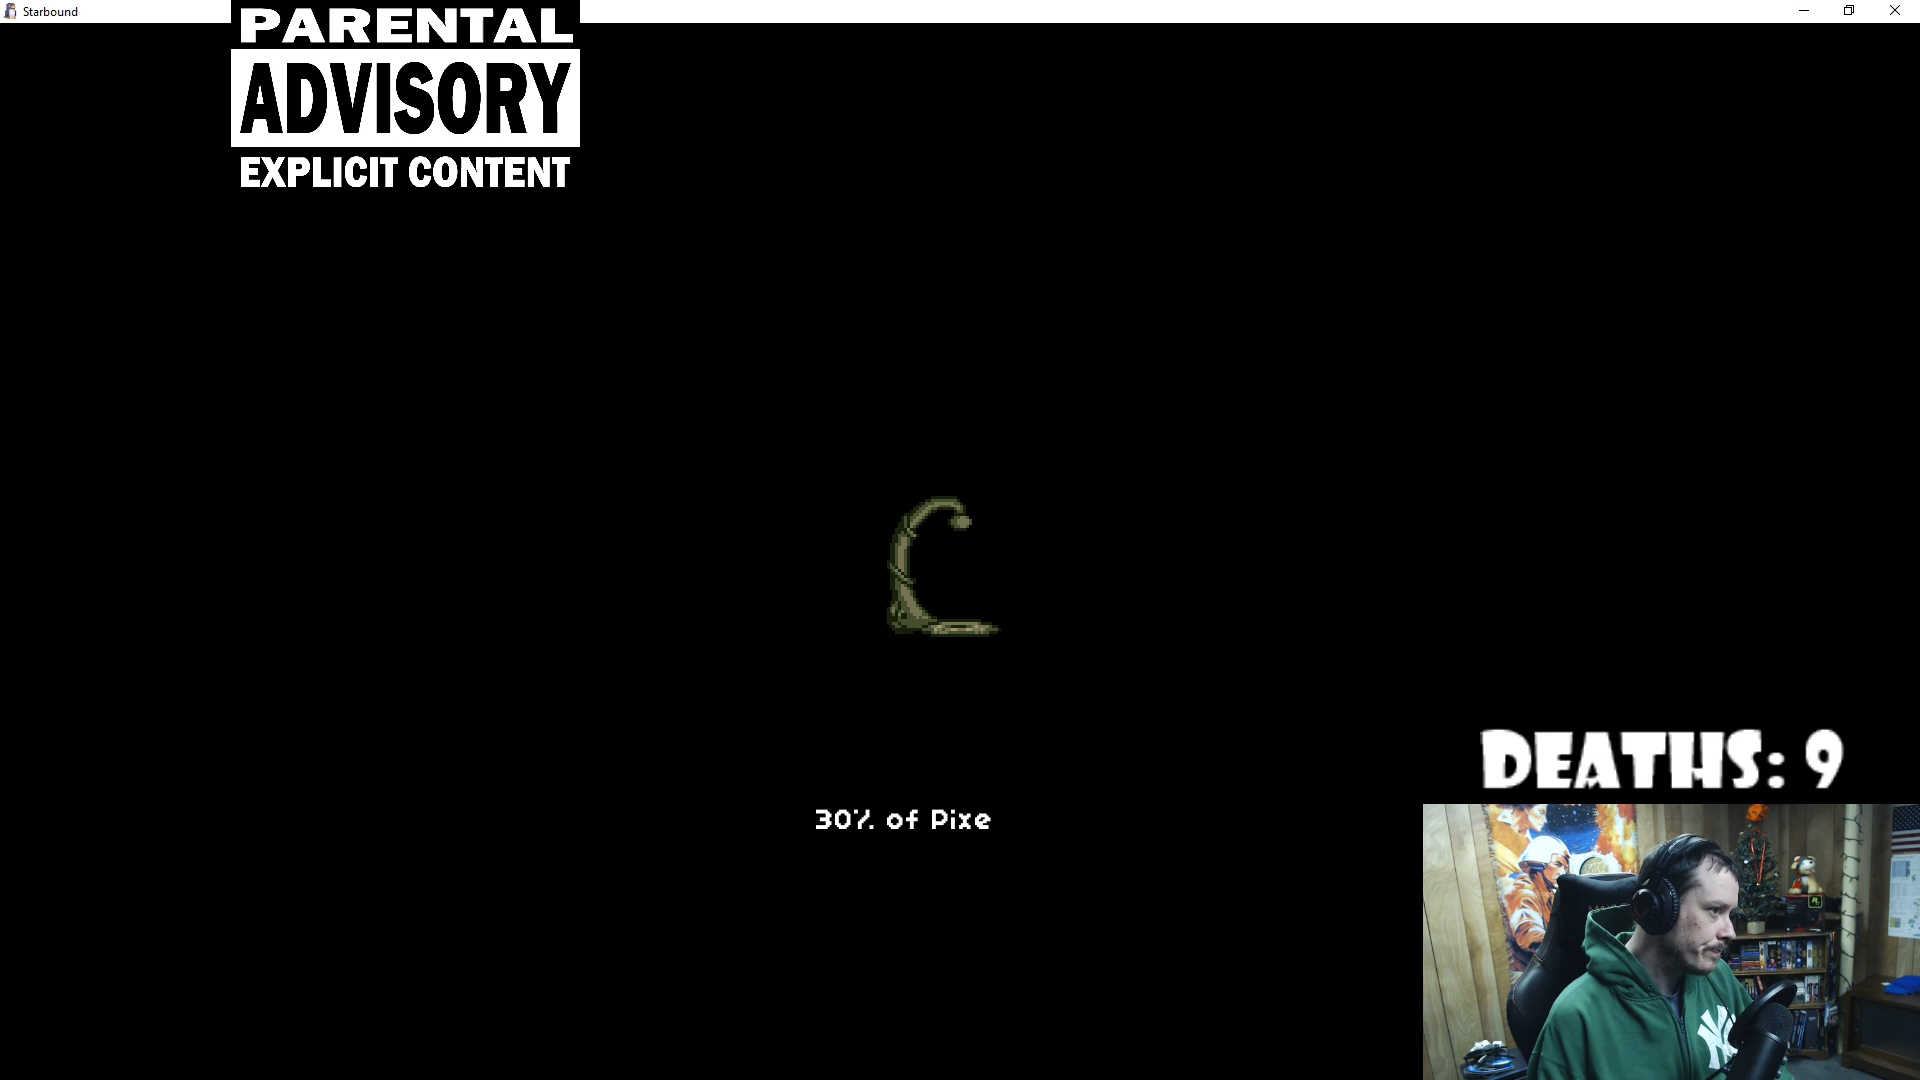 Starbound
PARENTAL
ADVISORY
EXPLICIT CONTENT
DEATHS: 9
30% of Pixe